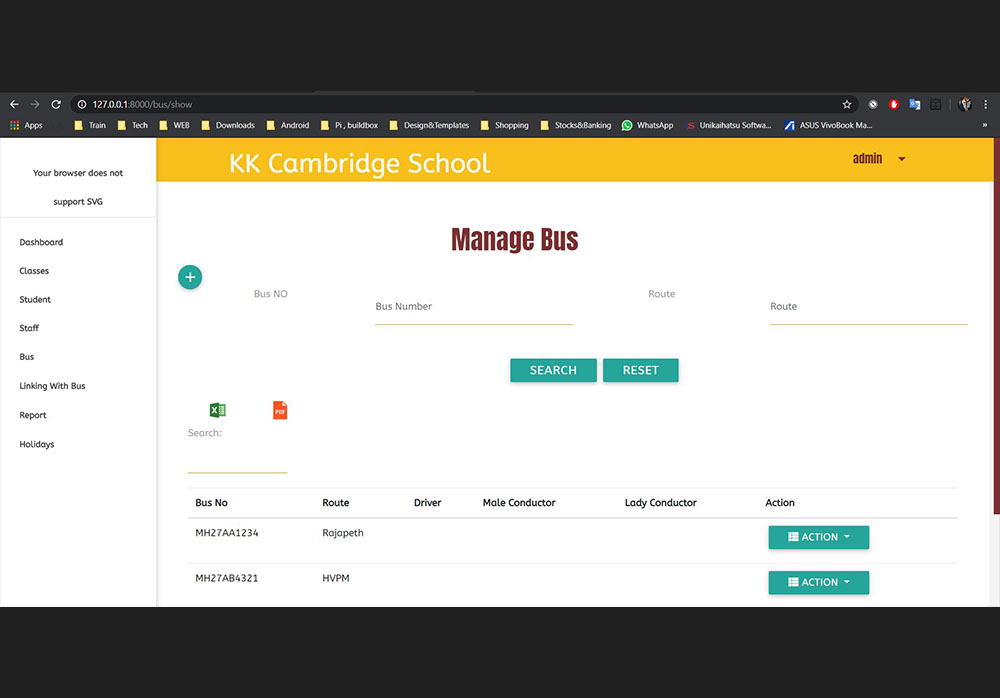 127.0.0.1:8000/bus/show
Apps Train Tech WEB Downloads Android Pi , buildbox Design&Templates Shopping Stocks&Banking WhatsApp Unikaihatsu Softwa... ASUS VivoBook Ma... »
Your browser does not
support SVG
KK Cambridge School
admin
Dashboard
Classes
Student
Staff
Bus
Linking With Bus
Report
Holidays
Manage Bus
+
Bus NO
Bus Number
Route
Route
SEARCH RESET
PDF
Search:
Bus No Route Driver Male Conductor Lady Conductor Action
MH27AA1234 Rajapeth ACTION
MH27AB4321 HVPM ACTION